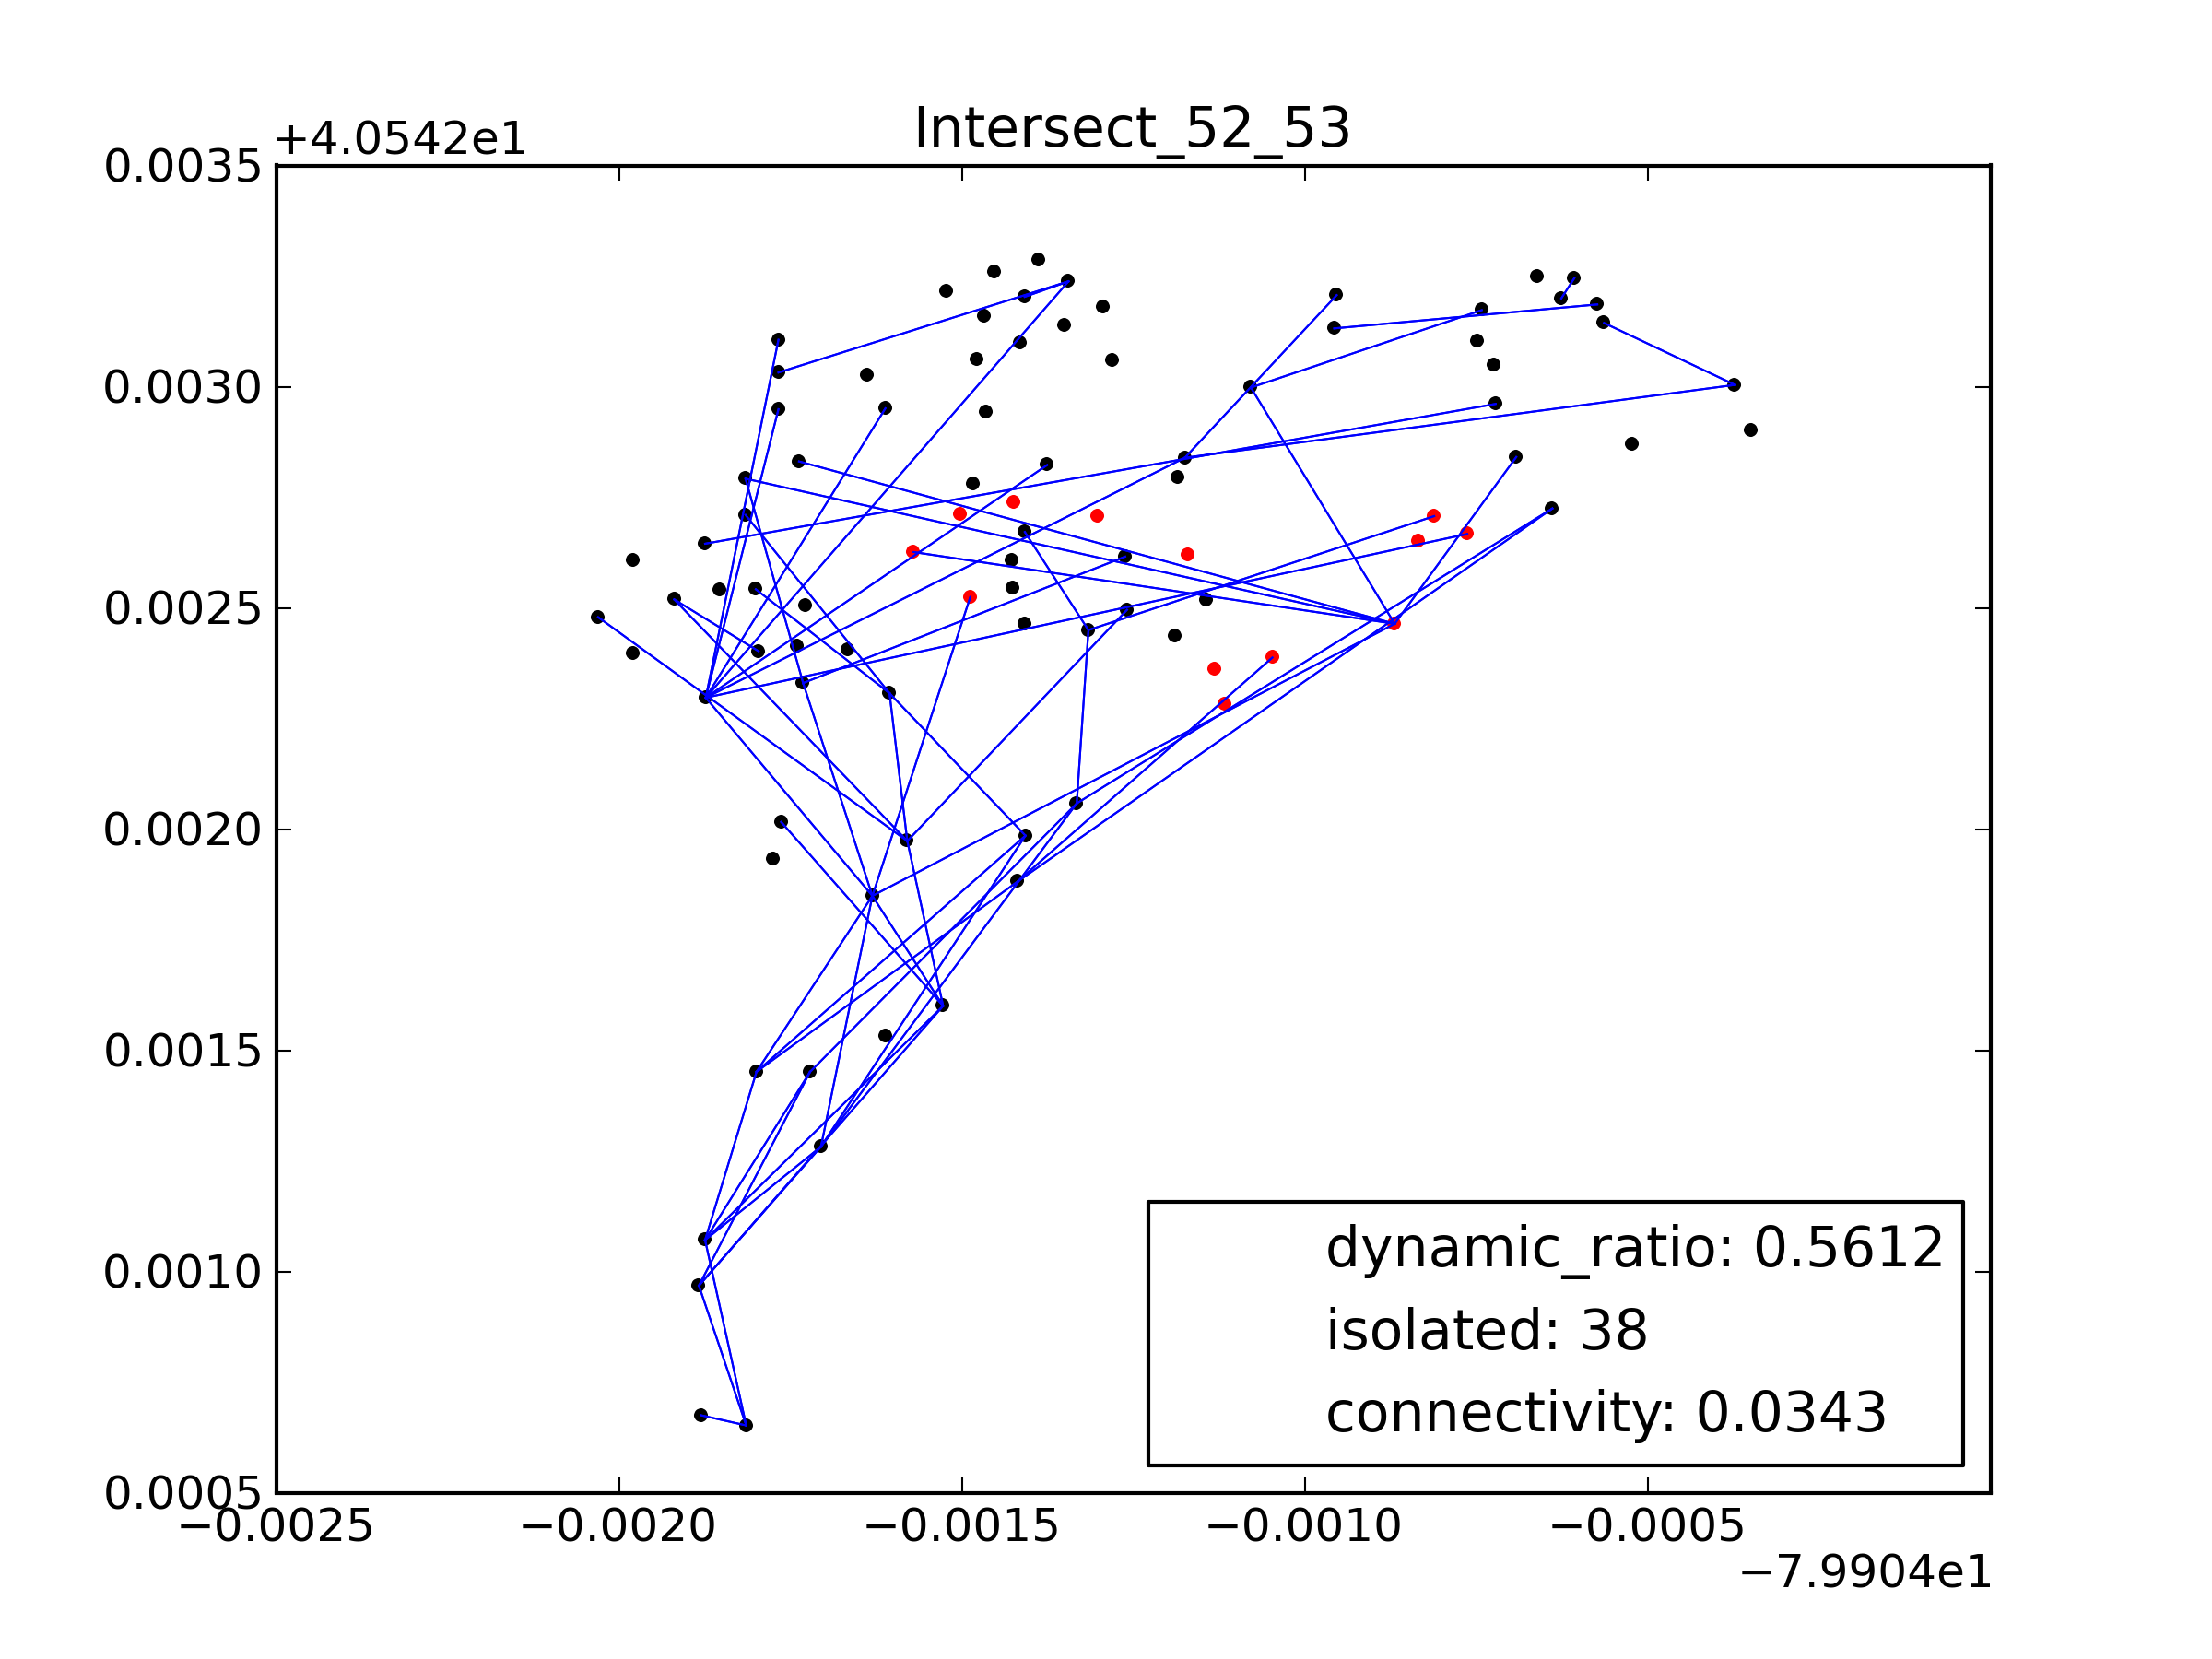 Intersect_52_53
+4.0542e1
0.0035
0.0030
0.0025
0.0020
0.0015
0.0010
0.0005
dynamic_ratio: 0.5612
isolated: 38
connectivity: 0.0343
−0.0025 −0.0020 −0.0015 −0.0010 −0.0005
−7.9904e1